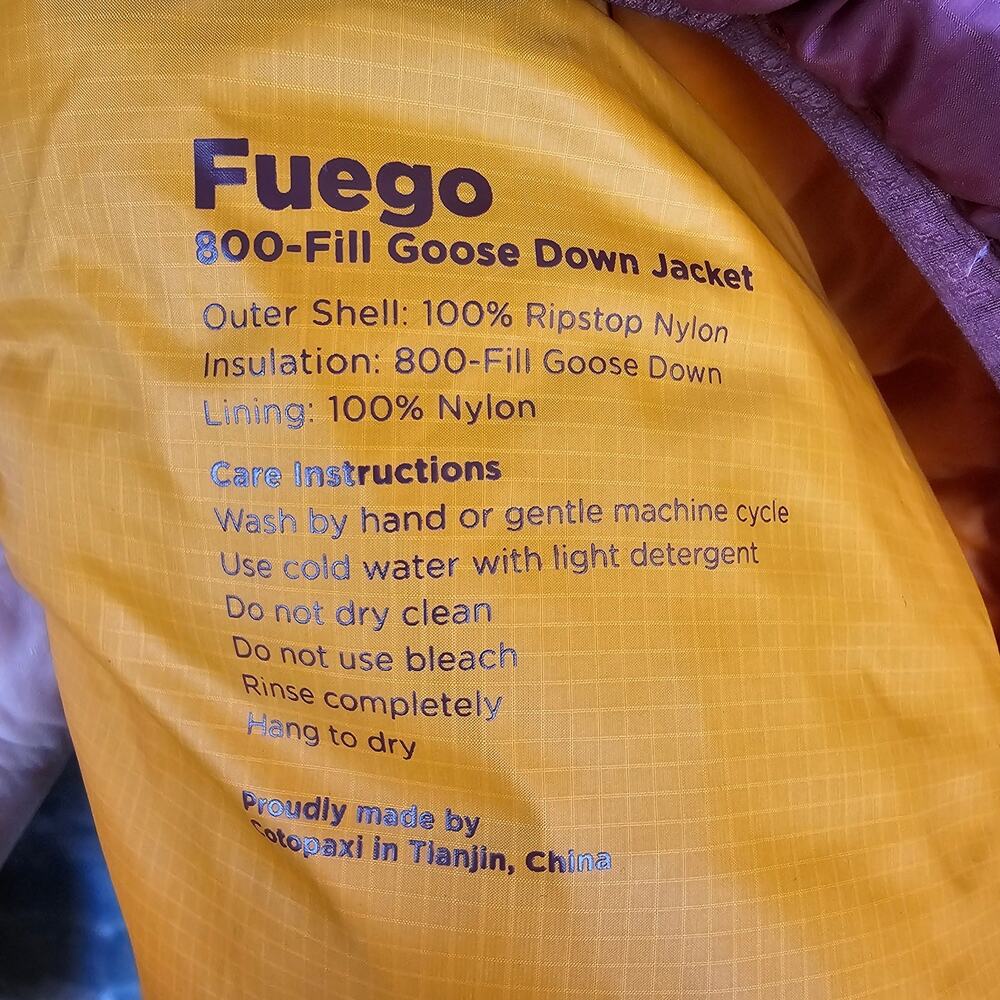 Fuego
800-Fill Goose Down Jacket
Outer Shell: 100% Ripstop Nylon
Insulation: 800-Fill Goose Down
Lining: 100% Nylon
Care Instructions
Wash by hand or gentle machine cycle
Use cold water with light detergent
Do not dry clean
Do not use bleach
Rinse completely
Hang to dry
Proudly made by
Cotopaxi in Tianjin, China